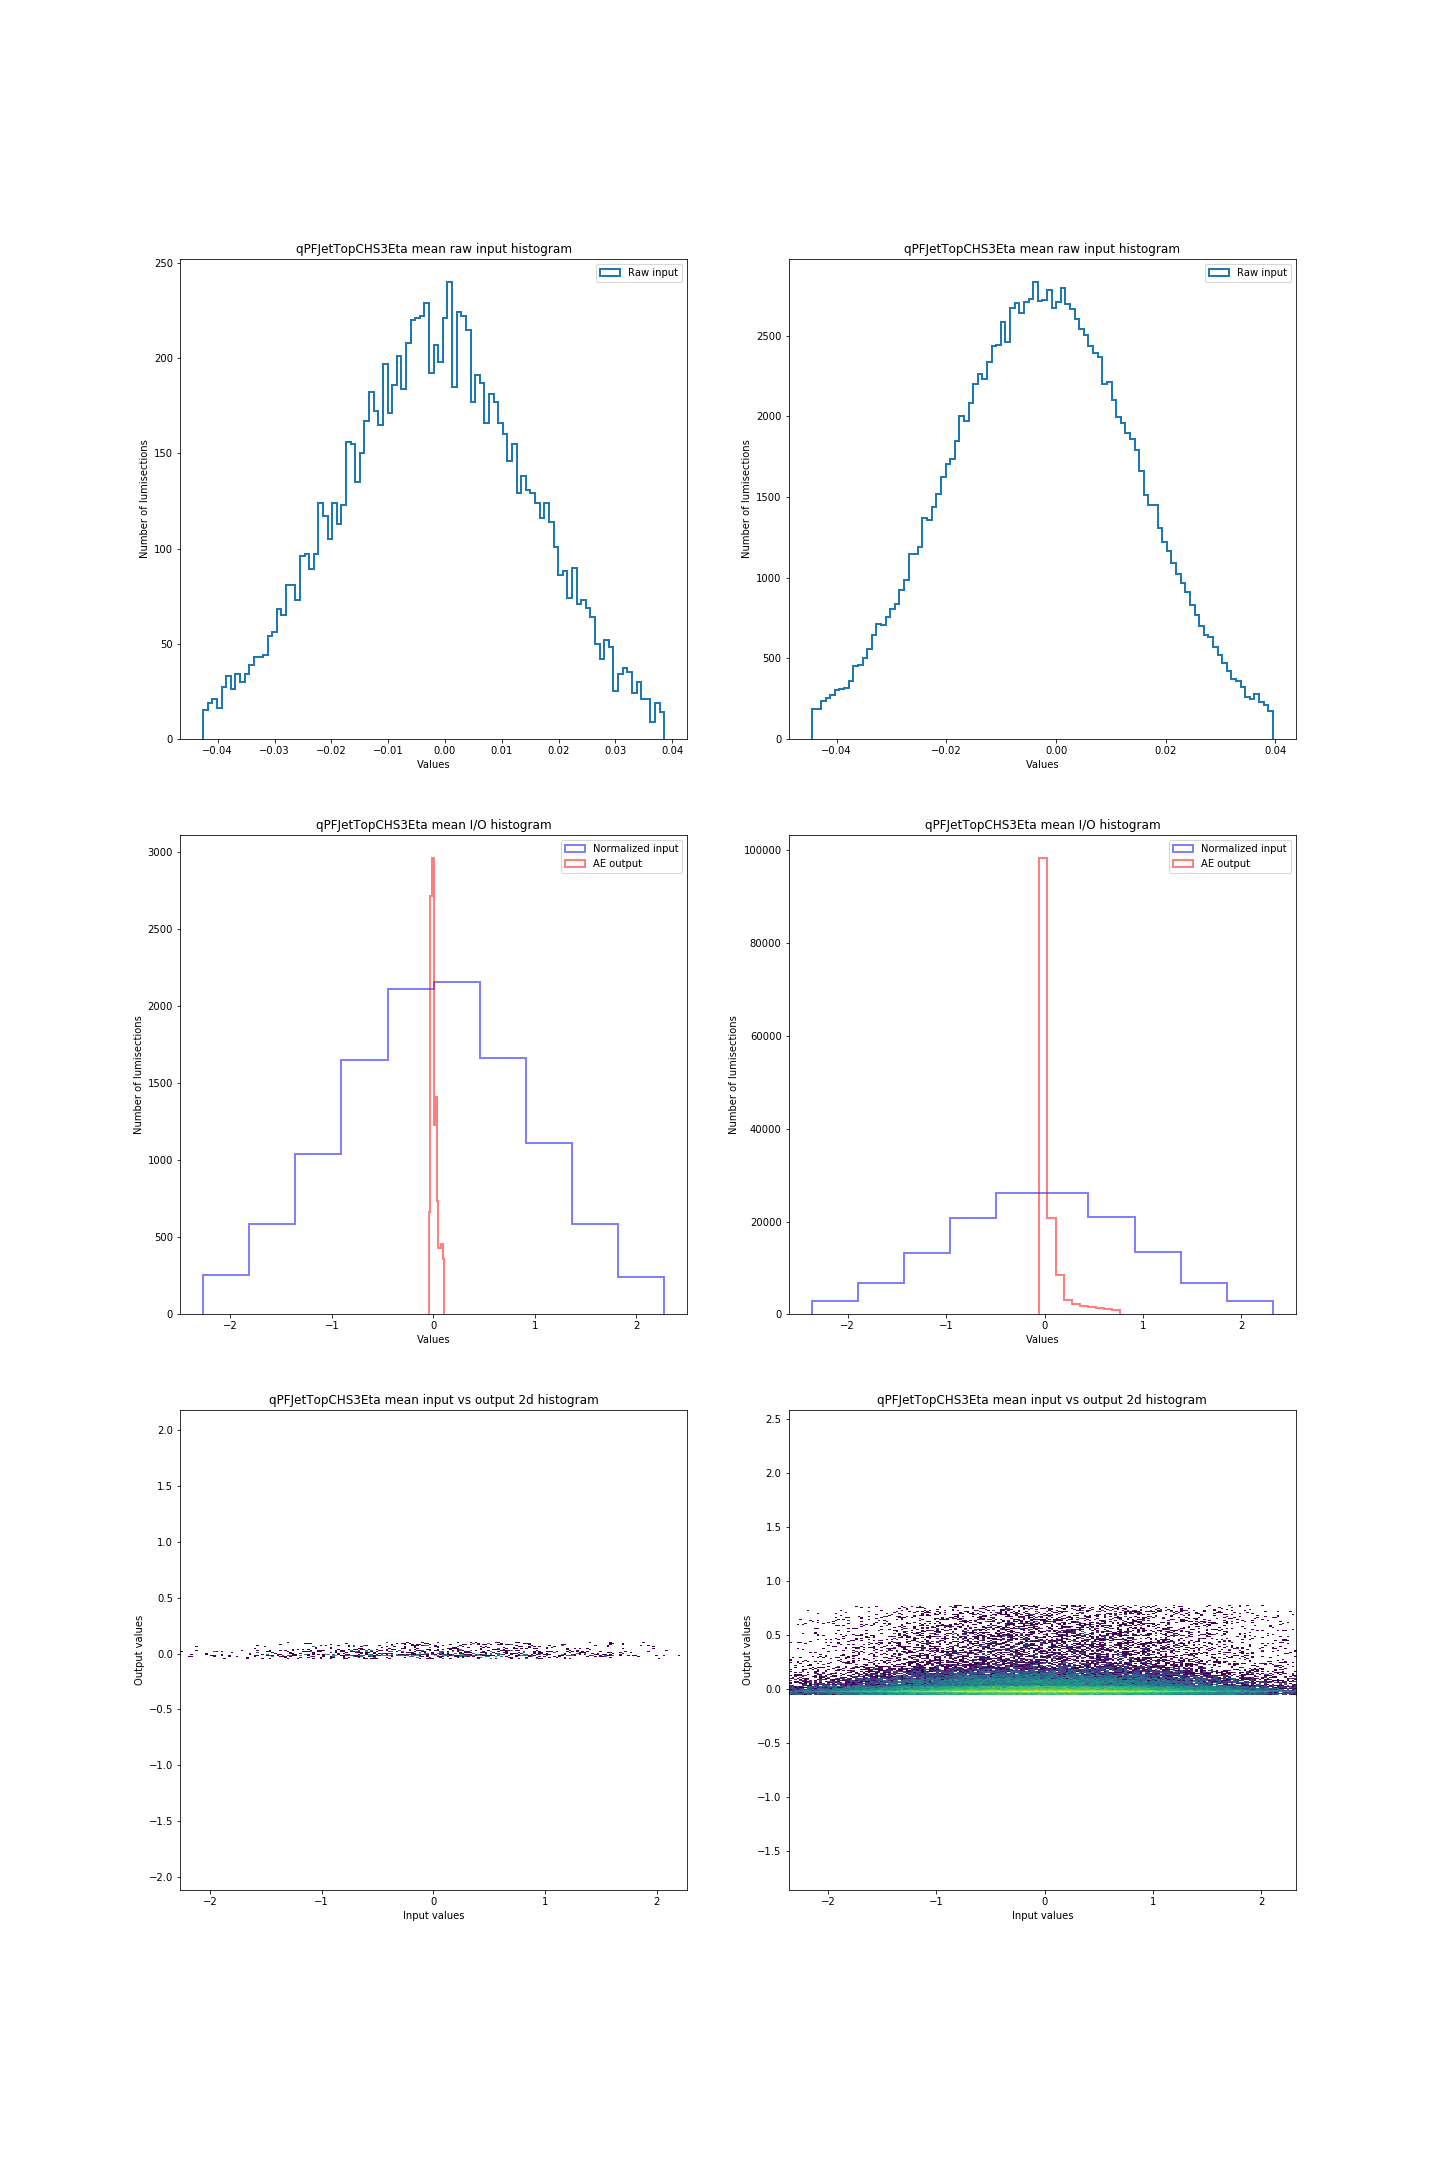 qPFJetTopCHS3Eta mean raw input histogram
250
200
150
100
50
0
Number of lumisections
Raw input
−0.04 −0.03 −0.02 −0.01 0.00 0.01 0.02 0.03 0.04
Values
qPFJetTopCHS3Eta mean raw input histogram
2500
2000
1500
1000
500
0
Number of lumisections
Raw input
−0.04 −0.02 0.00 0.02 0.04
Values
qPFJetTopCHS3Eta mean I/O histogram
3000
2500
2000
1500
1000
500
0
Number of lumisections
Normalized input
AE output
−2 −1 0 1 2
Values
qPFJetTopCHS3Eta mean I/O histogram
100000
80000
60000
40000
20000
0
Number of lumisections
Normalized input
AE output
−2 −1 0 1 2
Values
qPFJetTopCHS3Eta mean input vs output 2d histogram
2.0
1.5
1.0
0.5
0.0
−0.5
−1.0
−1.5
−2.0
Output values
−2 −1 0 1 2
Input values
qPFJetTopCHS3Eta mean input vs output 2d histogram
2.5
2.0
1.5
1.0
0.5
0.0
−0.5
−1.0
−1.5
Output values
−2 −1 0 1 2
Input values